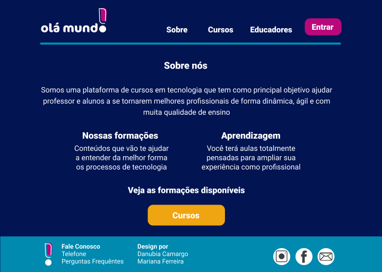 olá mundo
Sobre
Cursos
Educadores
Entrar
Sobre nós
Somos uma plataforma de cursos em tecnologia que tem como principal objetivo ajudar
professor e alunos a se tornarem melhores profissionais de forma dinâmica, ágil e com
muita qualidade de ensino
Nossas formações
Conteúdos que vão te ajudar
a entender da melhor forma
os processos de tecnologia
Aprendizagem
Você terá aulas totalmente
pensadas para ampliar sua
experiência como profissional
Veja as formações disponíveis
Cursos
Fale Conosco
Telefone
Perguntas Frequêntes
Design por
Danubia Camargo
Mariana Ferreira